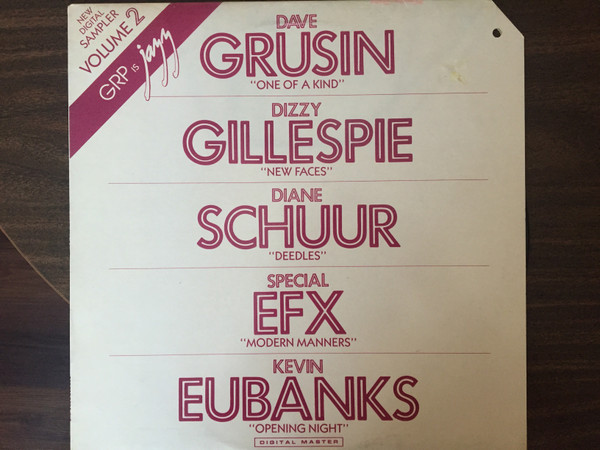 NEW
DIGITAL
SAMPLER
VOLUME 2
GRP IS jazz
DAVE
GRUSIN
"ONE OF A KIND"
DIZZY
GILLESPIE
"NEW FACES"
DIANE
SCHUUR
"DEEDLES"
SPECIAL
EFX
"MODERN MANNERS"
KEVIN
EUBANKS
"OPENING NIGHT"
DIGITAL MASTER